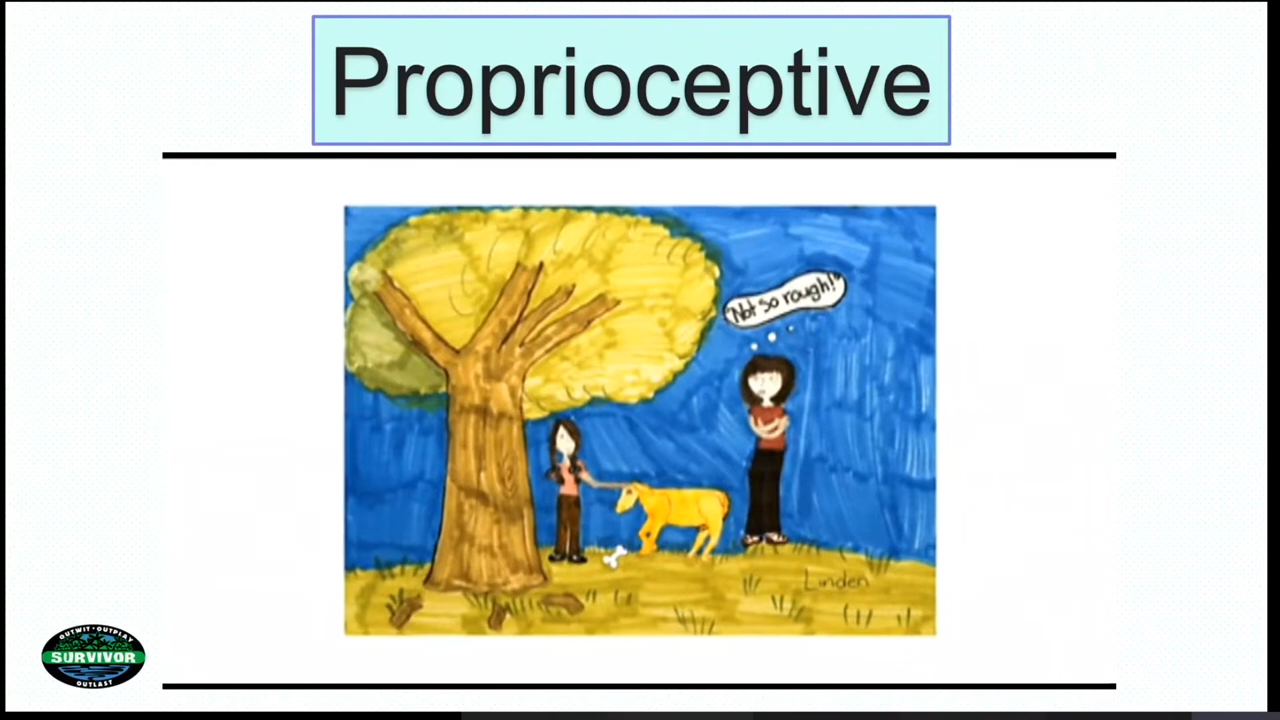 Proprioceptive
"Not so rough!"
Linden
OUTWIT • OUTPLAY
SURVIVOR
OUTLAST